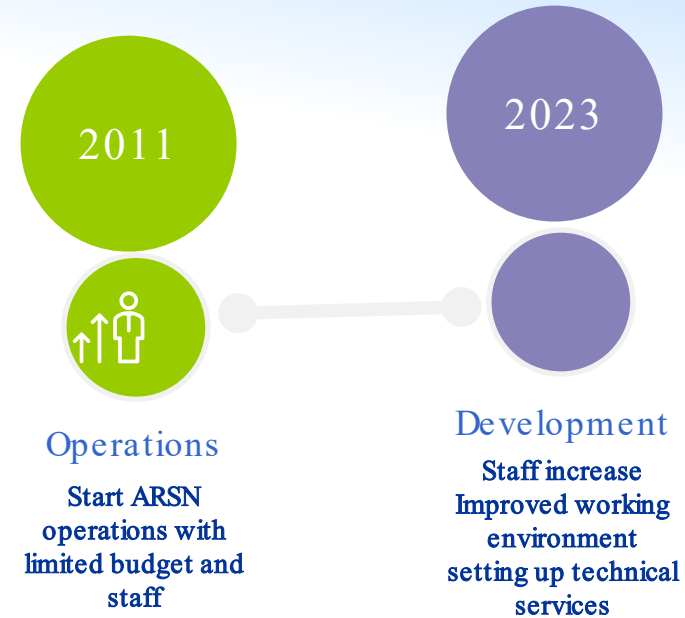 2011
Operations
Start ARSN
operations with
limited budget and
staff
2023
Development
Staff increase
Improved working
environment
setting up technical
services